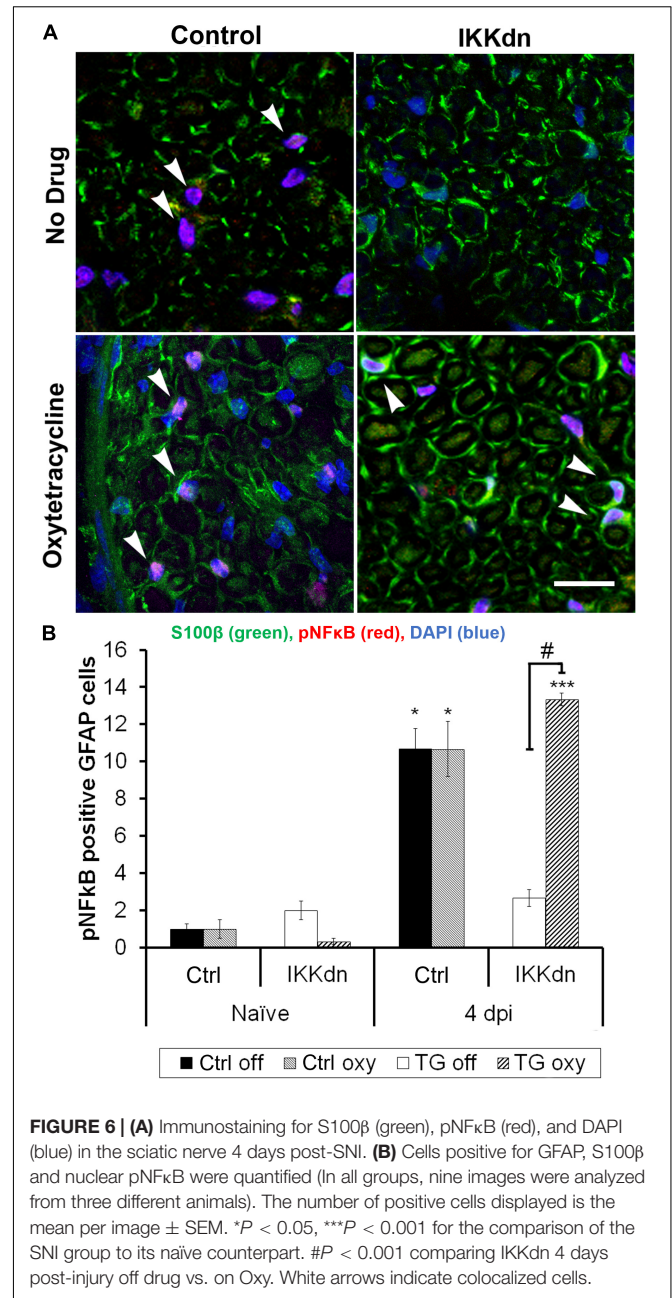 A
Control IKKdn
No Drug
Oxytetracycline
B
S100β (green), pNFκB (red), DAPI (blue)
pNFkB positive GFAP cells
16
14
12
10
8
6
4
2
0
#
* * ***
Ctrl IKKdn Ctrl IKKdn
Naïve 4 dpi
Ctrl off Ctrl oxy TG off TG oxy
FIGURE 6 | (A) Immunostaining for S100β (green), pNFκB (red), and DAPI
(blue) in the sciatic nerve 4 days post-SNI. (B) Cells positive for GFAP, S100β
and nuclear pNFκB were quantified (In all groups, nine images were analyzed
from three different animals). The number of positive cells displayed is the
mean per image ± SEM. *P < 0.05, ***P < 0.001 for the comparison of the
SNI group to its naïve counterpart. #P < 0.001 comparing IKKdn 4 days
post-injury off drug vs. on Oxy. White arrows indicate colocalized cells.